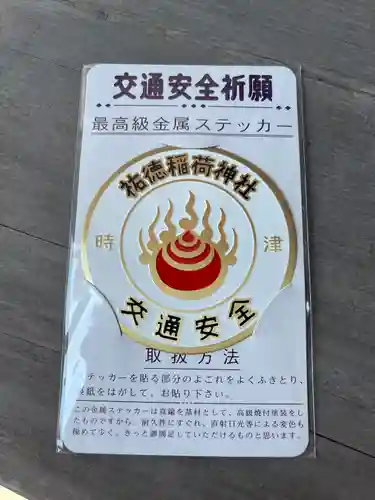 交通安全祈願
最高級金属ステッカー
祐徳稲荷神社
時 津
交通安全
取扱方法
テッカーを貼る部分のよごれをよくふきとり、
紙をはがして、お貼り下さい。
この金属ステッカーは真鍮を基材として、高級焼付塗装をし
たものですから、耐久性にすぐれ、直射日光等による変色も
極めて少く、きっと御満足していただけるものと思います。